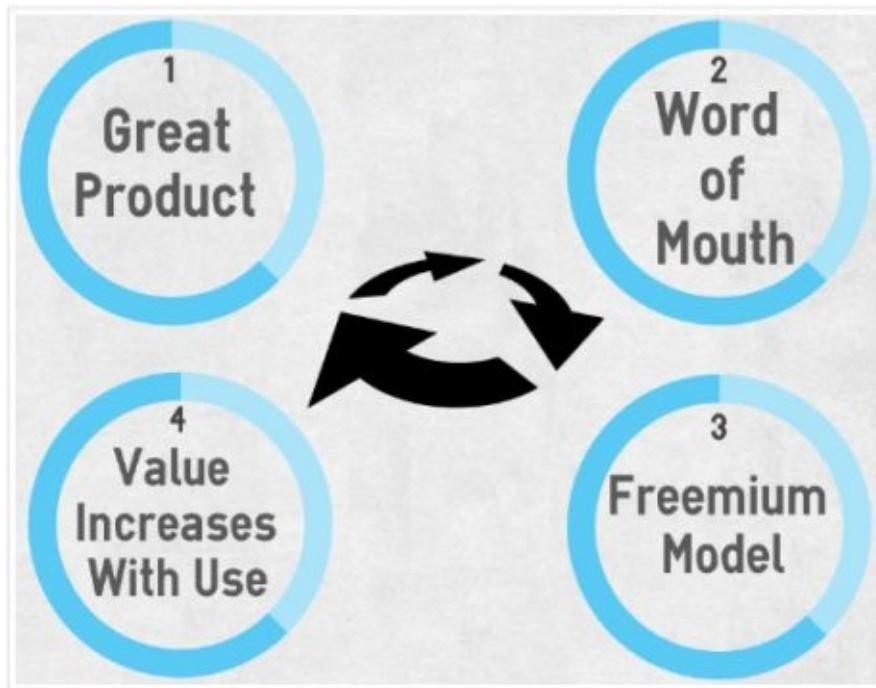 1
Great
Product
2
Word
of
Mouth
3
Freemium
Model
4
Value
Increases
With Use